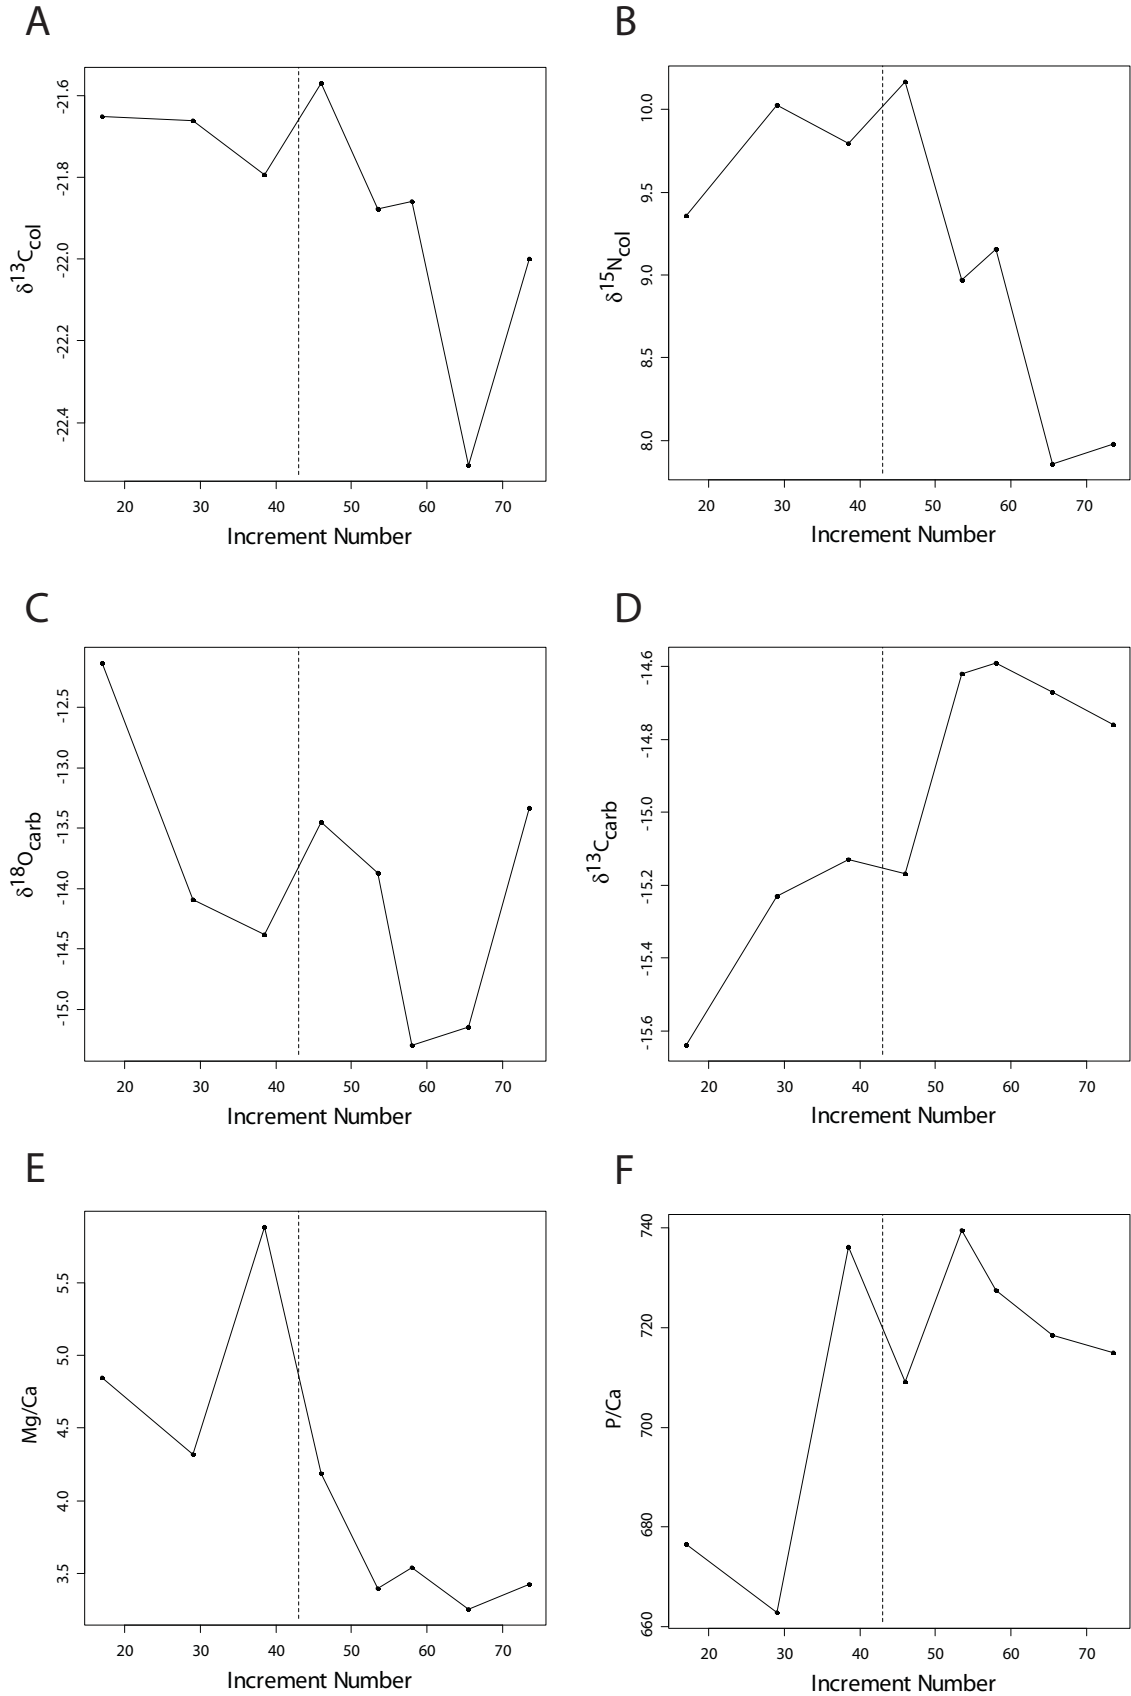 A
-21.6
-21.8
-22.0
-22.2
-22.4
δ13Ccol
20 30 40 50 60 70
Increment Number
B
10.0
9.5
9.0
8.5
8.0
δ15Ncol
20 30 40 50 60 70
Increment Number
C
-12.5
-13.0
-13.5
-14.0
-14.5
-15.0
δ18Ocarb
20 30 40 50 60 70
Increment Number
D
-14.6
-14.8
-15.0
-15.2
-15.4
-15.6
δ13Ccarb
20 30 40 50 60 70
Increment Number
E
5.5
5.0
4.5
4.0
3.5
Mg/Ca
20 30 40 50 60 70
Increment Number
F
740
720
700
680
660
P/Ca
20 30 40 50 60 70
Increment Number